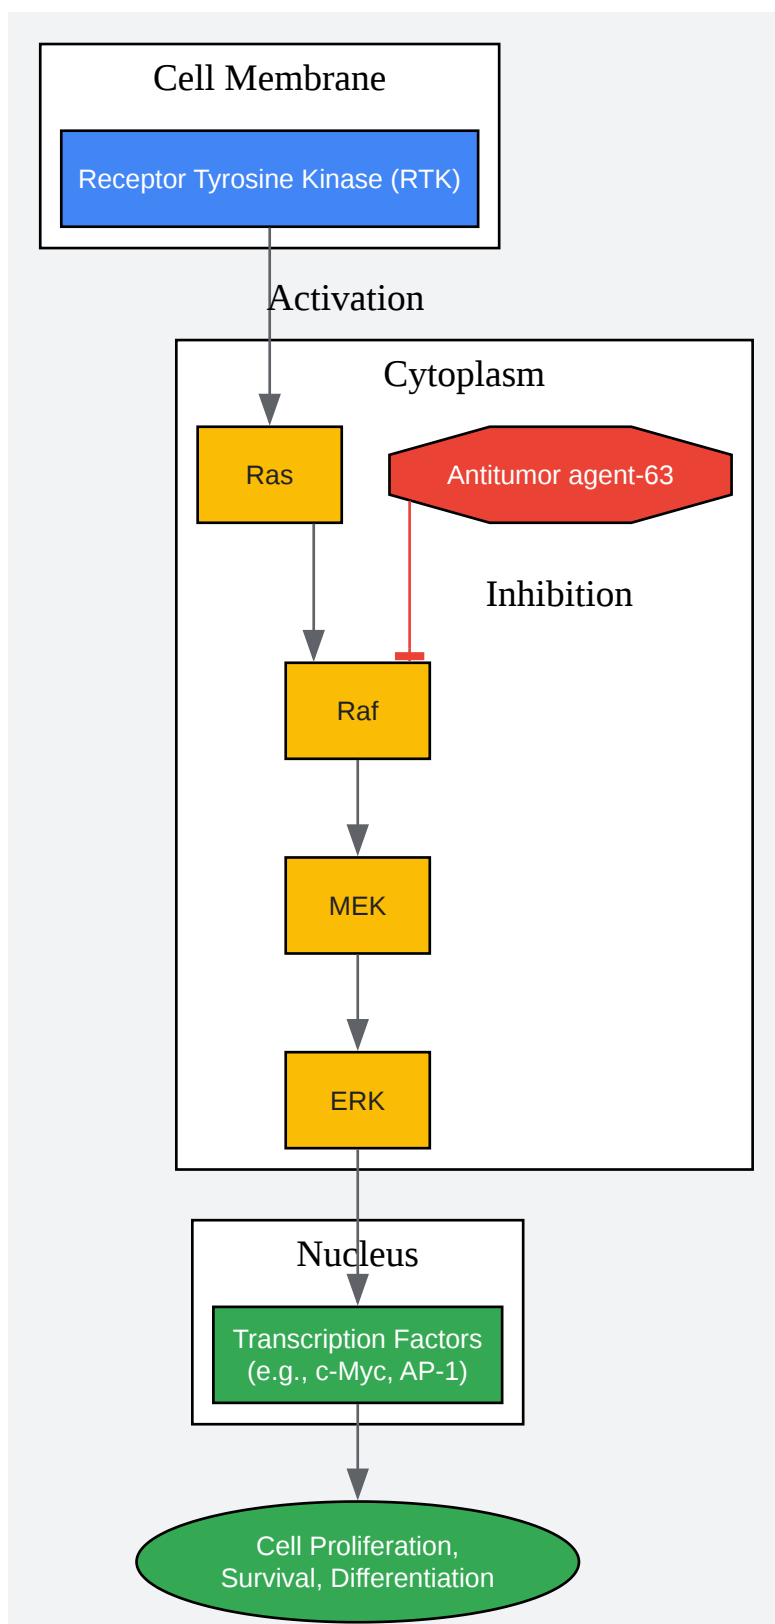 Cell Membrane
Receptor Tyrosine Kinase (RTK)
Activation
Cytoplasm
Ras
Antitumor agent-63
Inhibition
Raf
MEK
ERK
Nucleus
Transcription Factors
(e.g., c-Myc, AP-1)
Cell Proliferation,
Survival, Differentiation